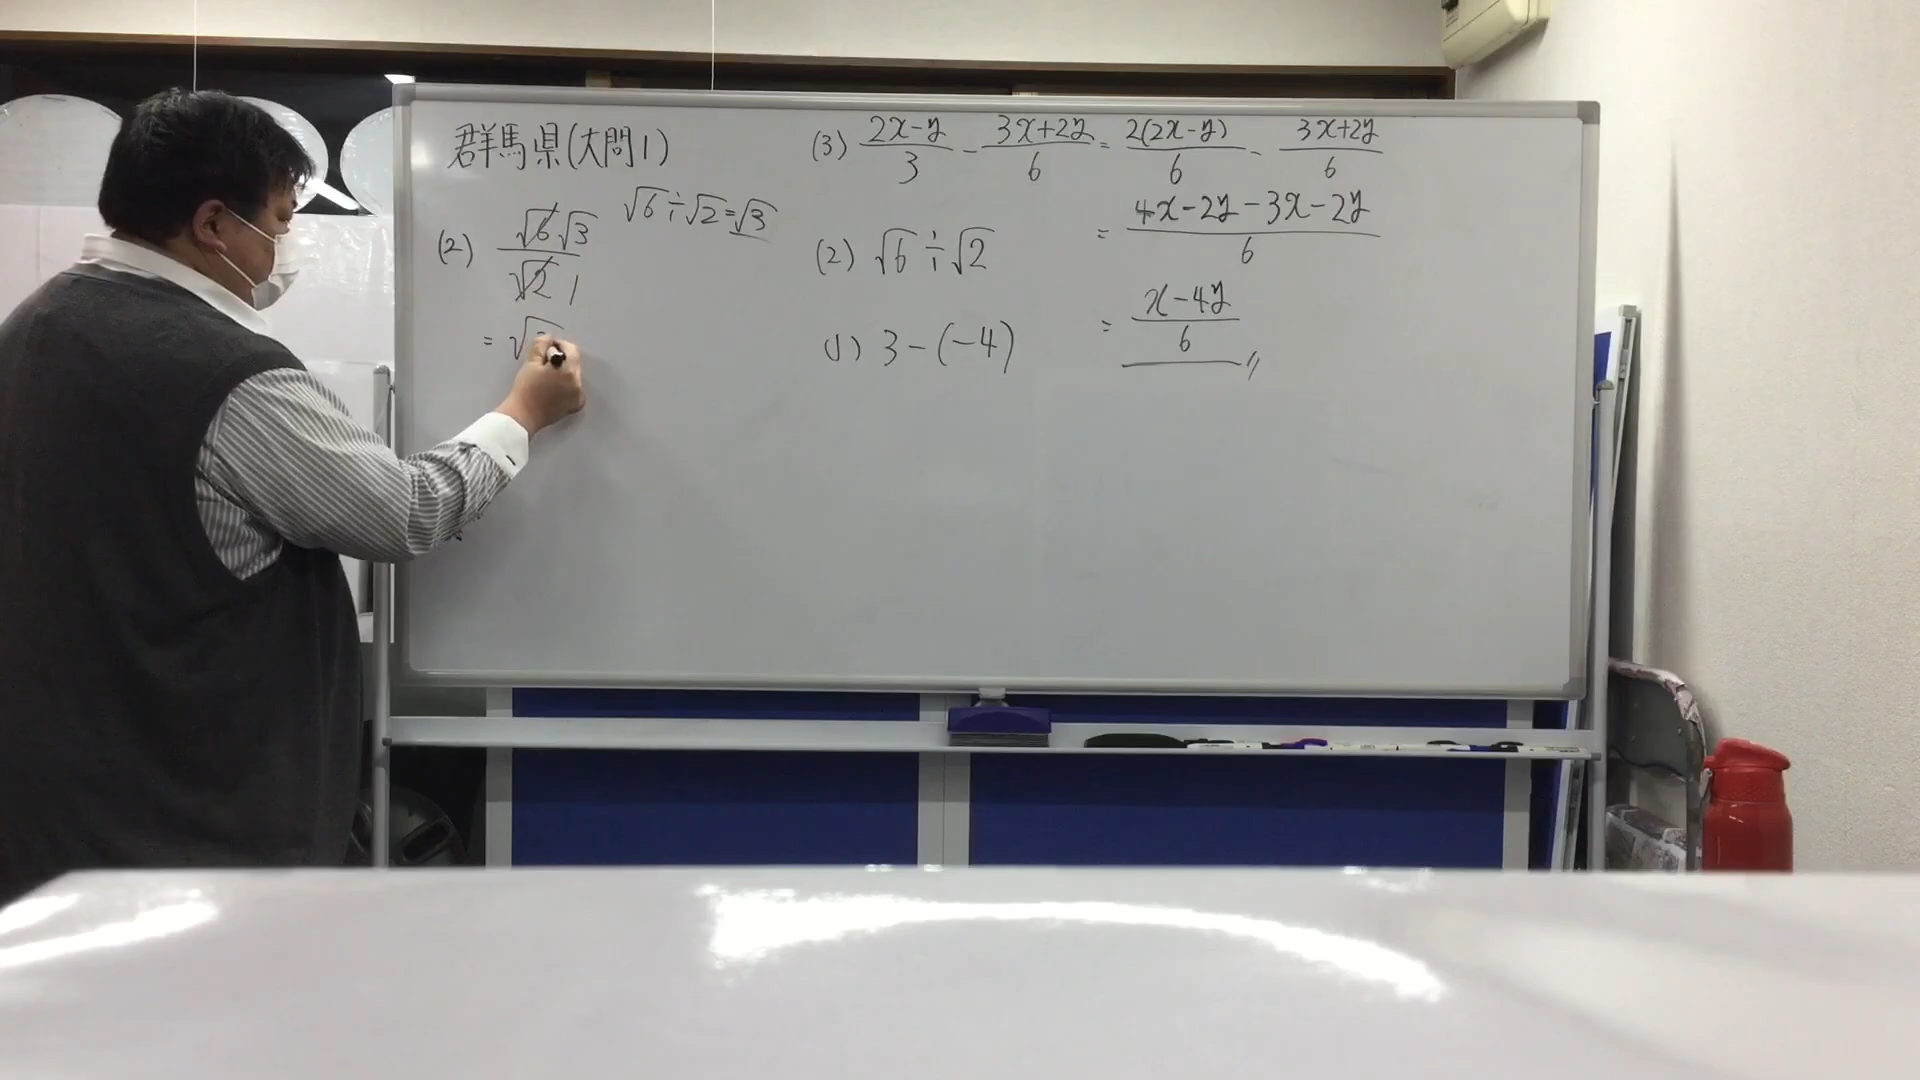 群馬県(大問1)
(2) √6√3/√2 1
√6÷√2=√3
=√
(3) 2x-y/3 - 3x+2y/6 = 2(2x-y)/6 - 3x+2y/6
= 4x-2y-3x-2y/6
= x-4y/6
(2) √6÷√2
(1) 3-(-4)